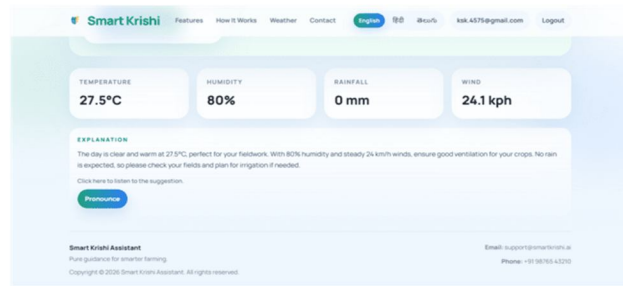 Smart Krishi
Features How It Works Weather Contact
English हिंदी తెలుగు ksk.4575@gmail.com Logout
TEMPERATURE
27.5°C
HUMIDITY
80%
RAINFALL
0 mm
WIND
24.1 kph
EXPLANATION
The day is clear and warm at 27.5°C, perfect for your fieldwork. With 80% humidity and steady 24 km/h winds, ensure good ventilation for your crops. No rain
is expected, so please check your fields and plan for irrigation if needed.
Click here to listen to the suggestion.
Pronounce
Smart Krishi Assistant
Pure guidance for smarter farming
Copyright © 2026 Smart Krishi Assistant. All rights reserved.
Email: support@smartkrishi.ai
Phone: +91 98765 43210